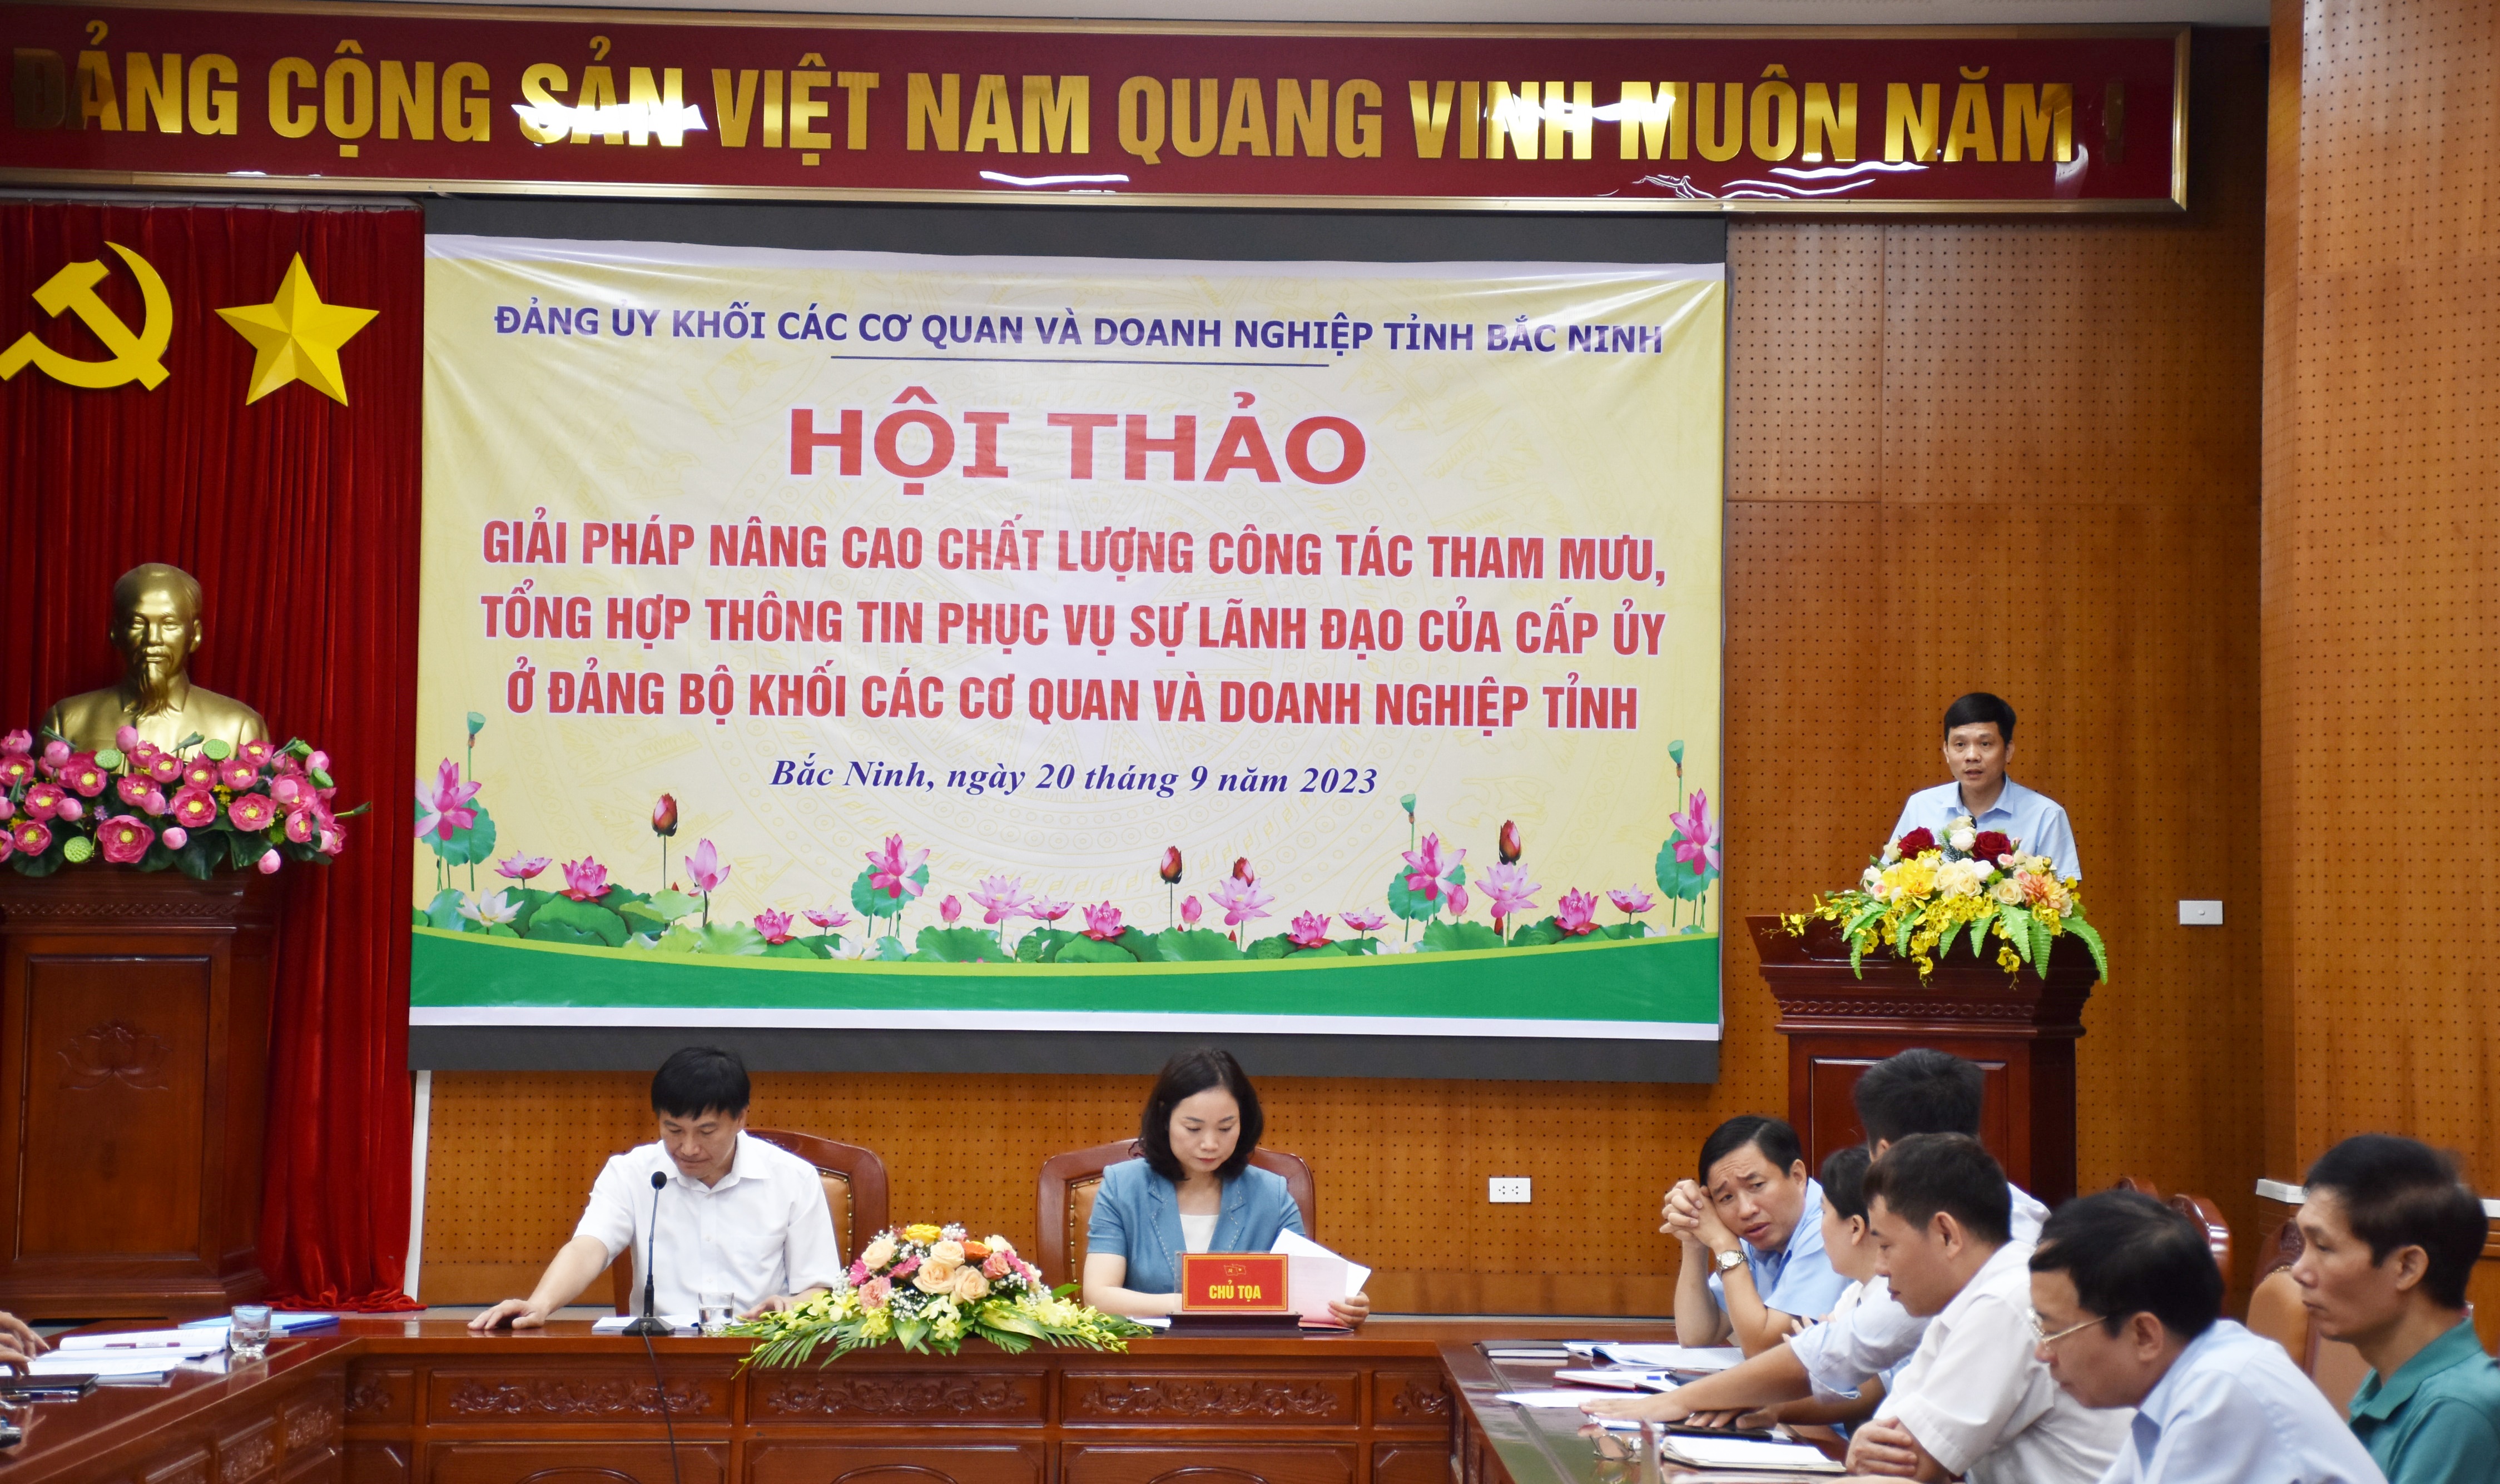 ĐẢNG CỘNG SẢN VIỆT NAM QUANG VINH MUÔN NĂM !
ĐẢNG ỦY KHỐI CÁC CƠ QUAN VÀ DOANH NGHIỆP TỈNH BẮC NINH
HỘI THẢO
GIẢI PHÁP NÂNG CAO CHẤT LƯỢNG CÔNG TÁC THAM MƯU,
TỔNG HỢP THÔNG TIN PHỤC VỤ SỰ LÃNH ĐẠO CỦA CẤP ỦY
Ở ĐẢNG BỘ KHỐI CÁC CƠ QUAN VÀ DOANH NGHIỆP TỈNH
Bắc Ninh, ngày 20 tháng 9 năm 2023
CHỦ TỌA